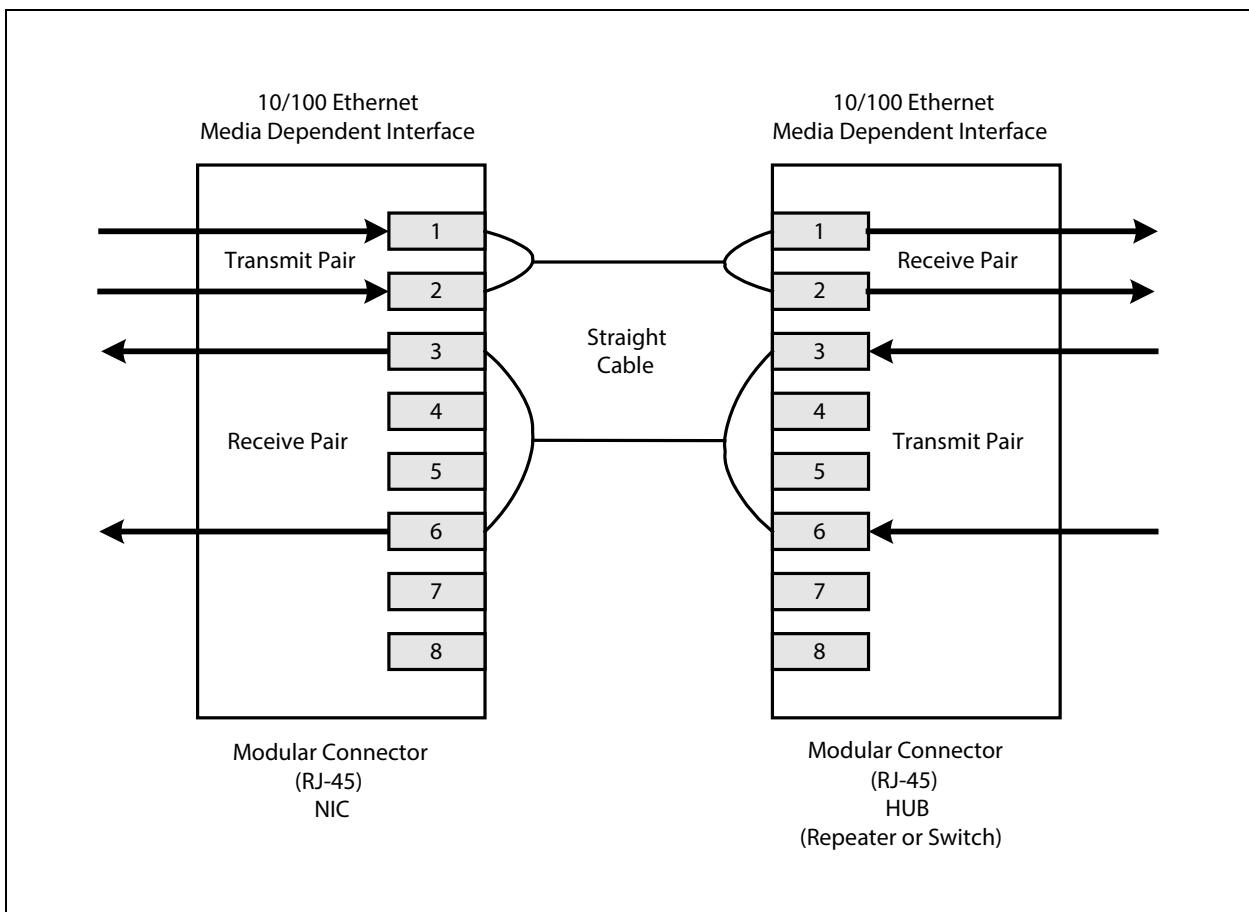 10/100 Ethernet
Media Dependent Interface
10/100 Ethernet
Media Dependent Interface
1
Transmit Pair
2
3
4
Receive Pair
5
6
7
8
Straight
Cable
1
Receive Pair
2
3
4
Transmit Pair
5
6
7
8
Modular Connector
(RJ-45)
NIC
Modular Connector
(RJ-45)
HUB
(Repeater or Switch)